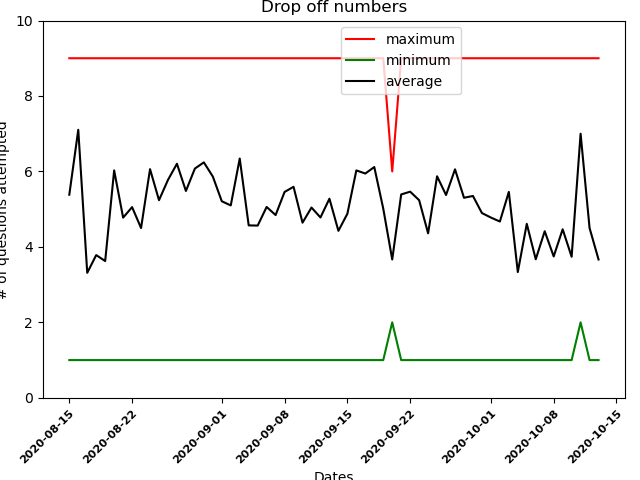 Drop off numbers
maximum
minimum
average
# of questions attempted
10
8
6
4
2
0
2020-08-15
2020-08-22
2020-09-01
2020-09-08
2020-09-15
2020-09-22
2020-10-01
2020-10-08
2020-10-15
Dates